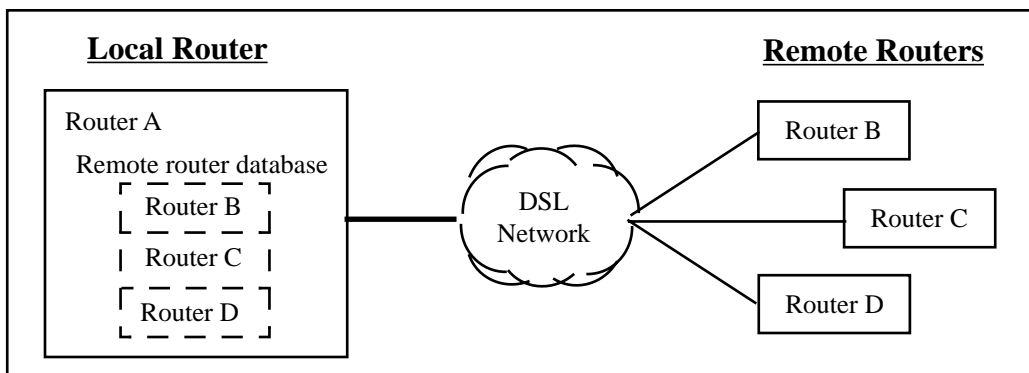 Local Router
Remote Routers
Router A
Remote router database
Router B
Router C
Router D
DSL
Network
Router B
Router C
Router D